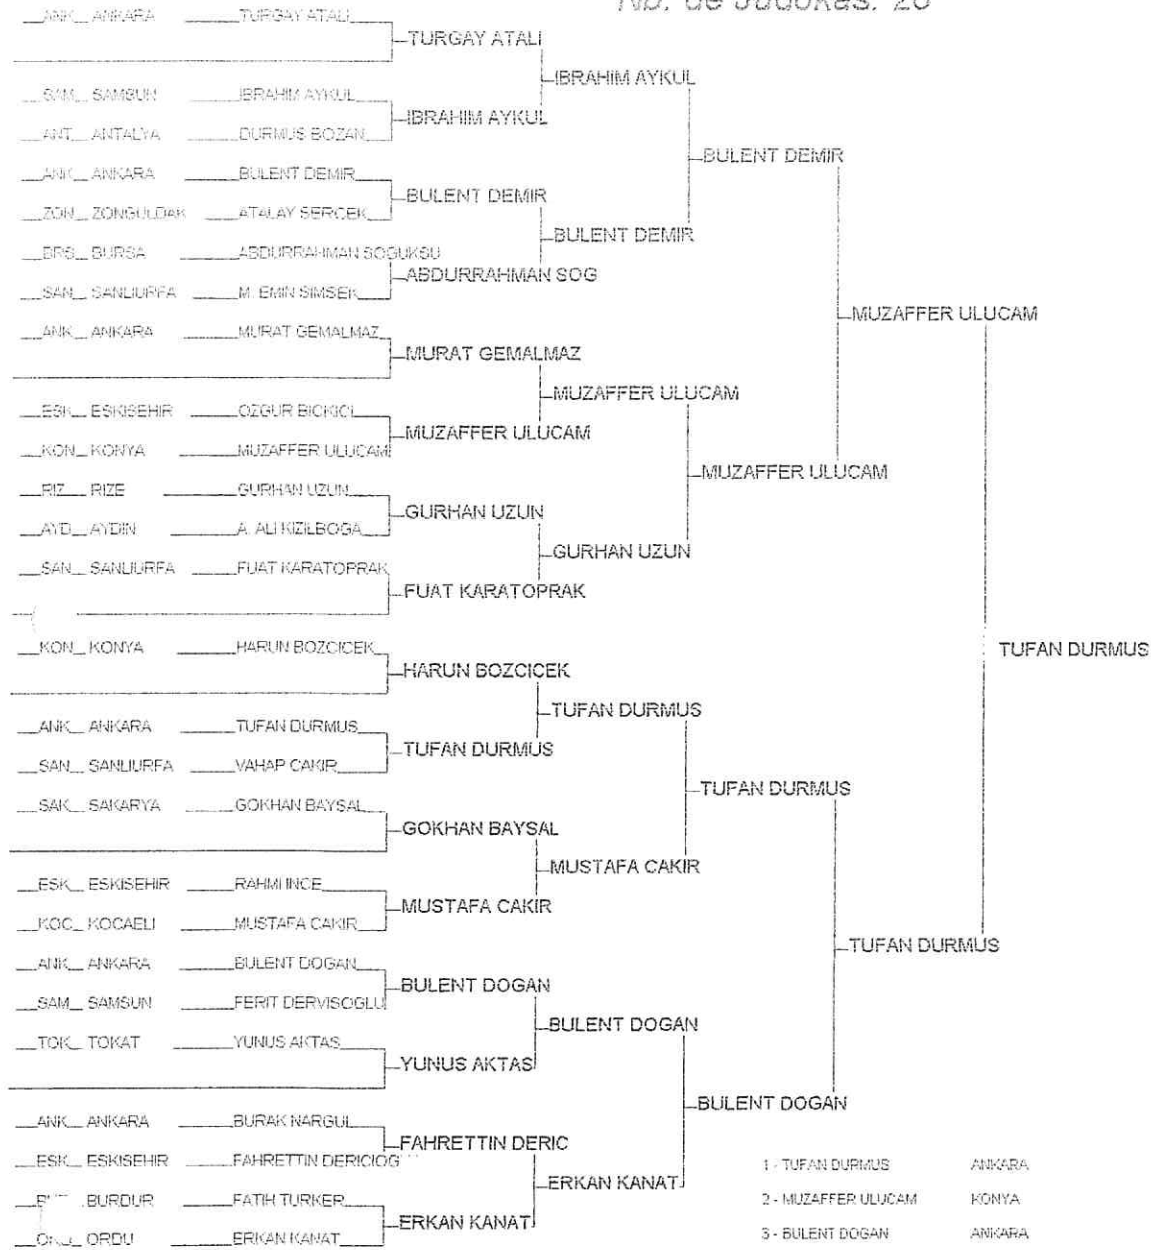 Nb. de Judokas: 26
ANK ANKARA TURGAY ATALI
TURGAY ATALI
IBRAHIM AYKUL
SAM SAMSUN IBRAHIM AYKUL
IBRAHIM AYKUL
ANT ANTALYA DURMUS BOZAN
BULENT DEMIR
ANK ANKARA BULENT DEMIR
BULENT DEMIR
ZON ZONGULDAK ATALAY SERCEK
BULENT DEMIR
BRS BURSA ABDURRAHMAN SOGUKSU
ABDURRAHMAN SOG
SAN SANLIURFA M. EMIN SIMSEK
MUZAFFER ULUCAM
ANK ANKARA MURAT GEMALMAZ
MURAT GEMALMAZ
MUZAFFER ULUCAM
ESK ESKISEHIR OZGUR BICKICI
MUZAFFER ULUCAM
KON KONYA MUZAFFER ULUCAM
MUZAFFER ULUCAM
RIZ RIZE GURHAN UZUN
GURHAN UZUN
AYD AYDIN A. ALI KIZILBOGA
GURHAN UZUN
SAN SANLIURFA FUAT KARATOPRAK
FUAT KARATOPRAK
KON KONYA HARUN BOZCICEK
TUFAN DURMUS
HARUN BOZCICEK
TUFAN DURMUS
ANK ANKARA TUFAN DURMUS
TUFAN DURMUS
SAN SANLIURFA VAHAP CAKIR
TUFAN DURMUS
SAK SAKARYA GOKHAN BAYSAL
GOKHAN BAYSAL
MUSTAFA CAKIR
ESK ESKISEHIR RAHMI INCE
MUSTAFA CAKIR
KOC KOCAELI MUSTAFA CAKIR
TUFAN DURMUS
ANK ANKARA BULENT DOGAN
BULENT DOGAN
SAM SAMSUN FERIT DERVISOGLU
BULENT DOGAN
TOK TOKAT YUNUS AKTAS
YUNUS AKTAS
BULENT DOGAN
ANK ANKARA BURAK NARGUL
FAHRETTIN DERIC
ESK ESKISEHIR FAHRETTIN DERICIOG
1 - TUFAN DURMUS ANKARA
ERKAN KANAT
BURDUR FATIH TURKER
2 - MUZAFFER ULUCAM KONYA
ERKAN KANAT
ORDU ERKAN KANAT
3 - BULENT DOGAN ANKARA